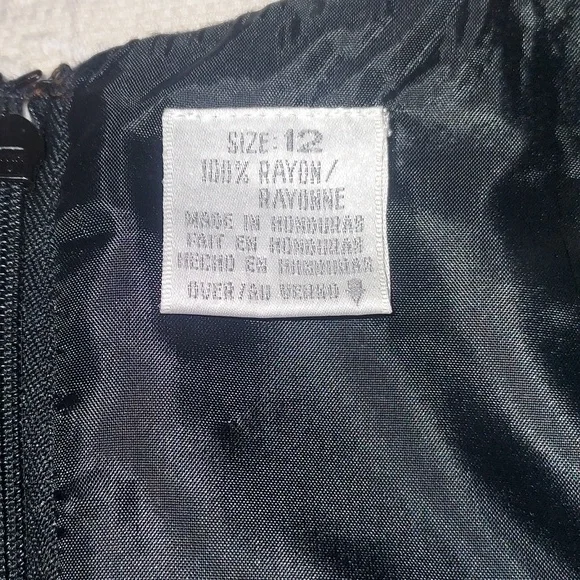 SIZE: 12
100% RAYON/
RAYONNE
MADE IN HONDURAS
FAIT EN HONDURAS
HECHO EN HONDURAS
OVER/AU VERSO